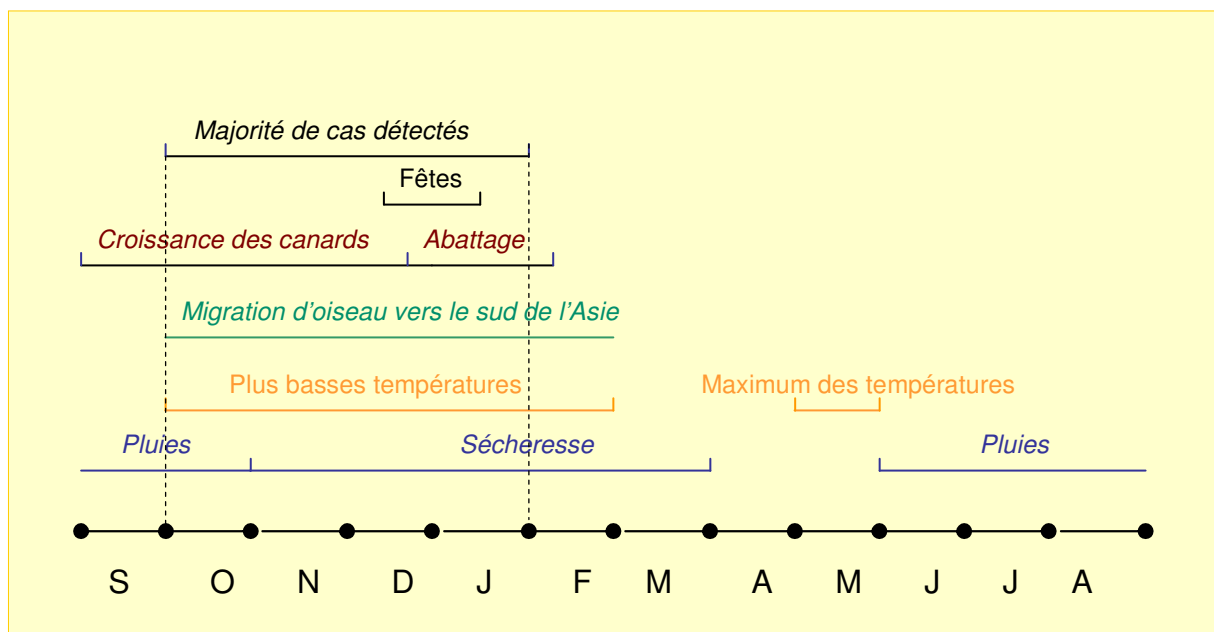 Majorité de cas détectés
Fêtes
Croissance des canards Abattage
Migration d'oiseau vers le sud de l'Asie
Plus basses températures Maximum des températures
Pluies Sécheresse Pluies
S O N D J F M A M J J A